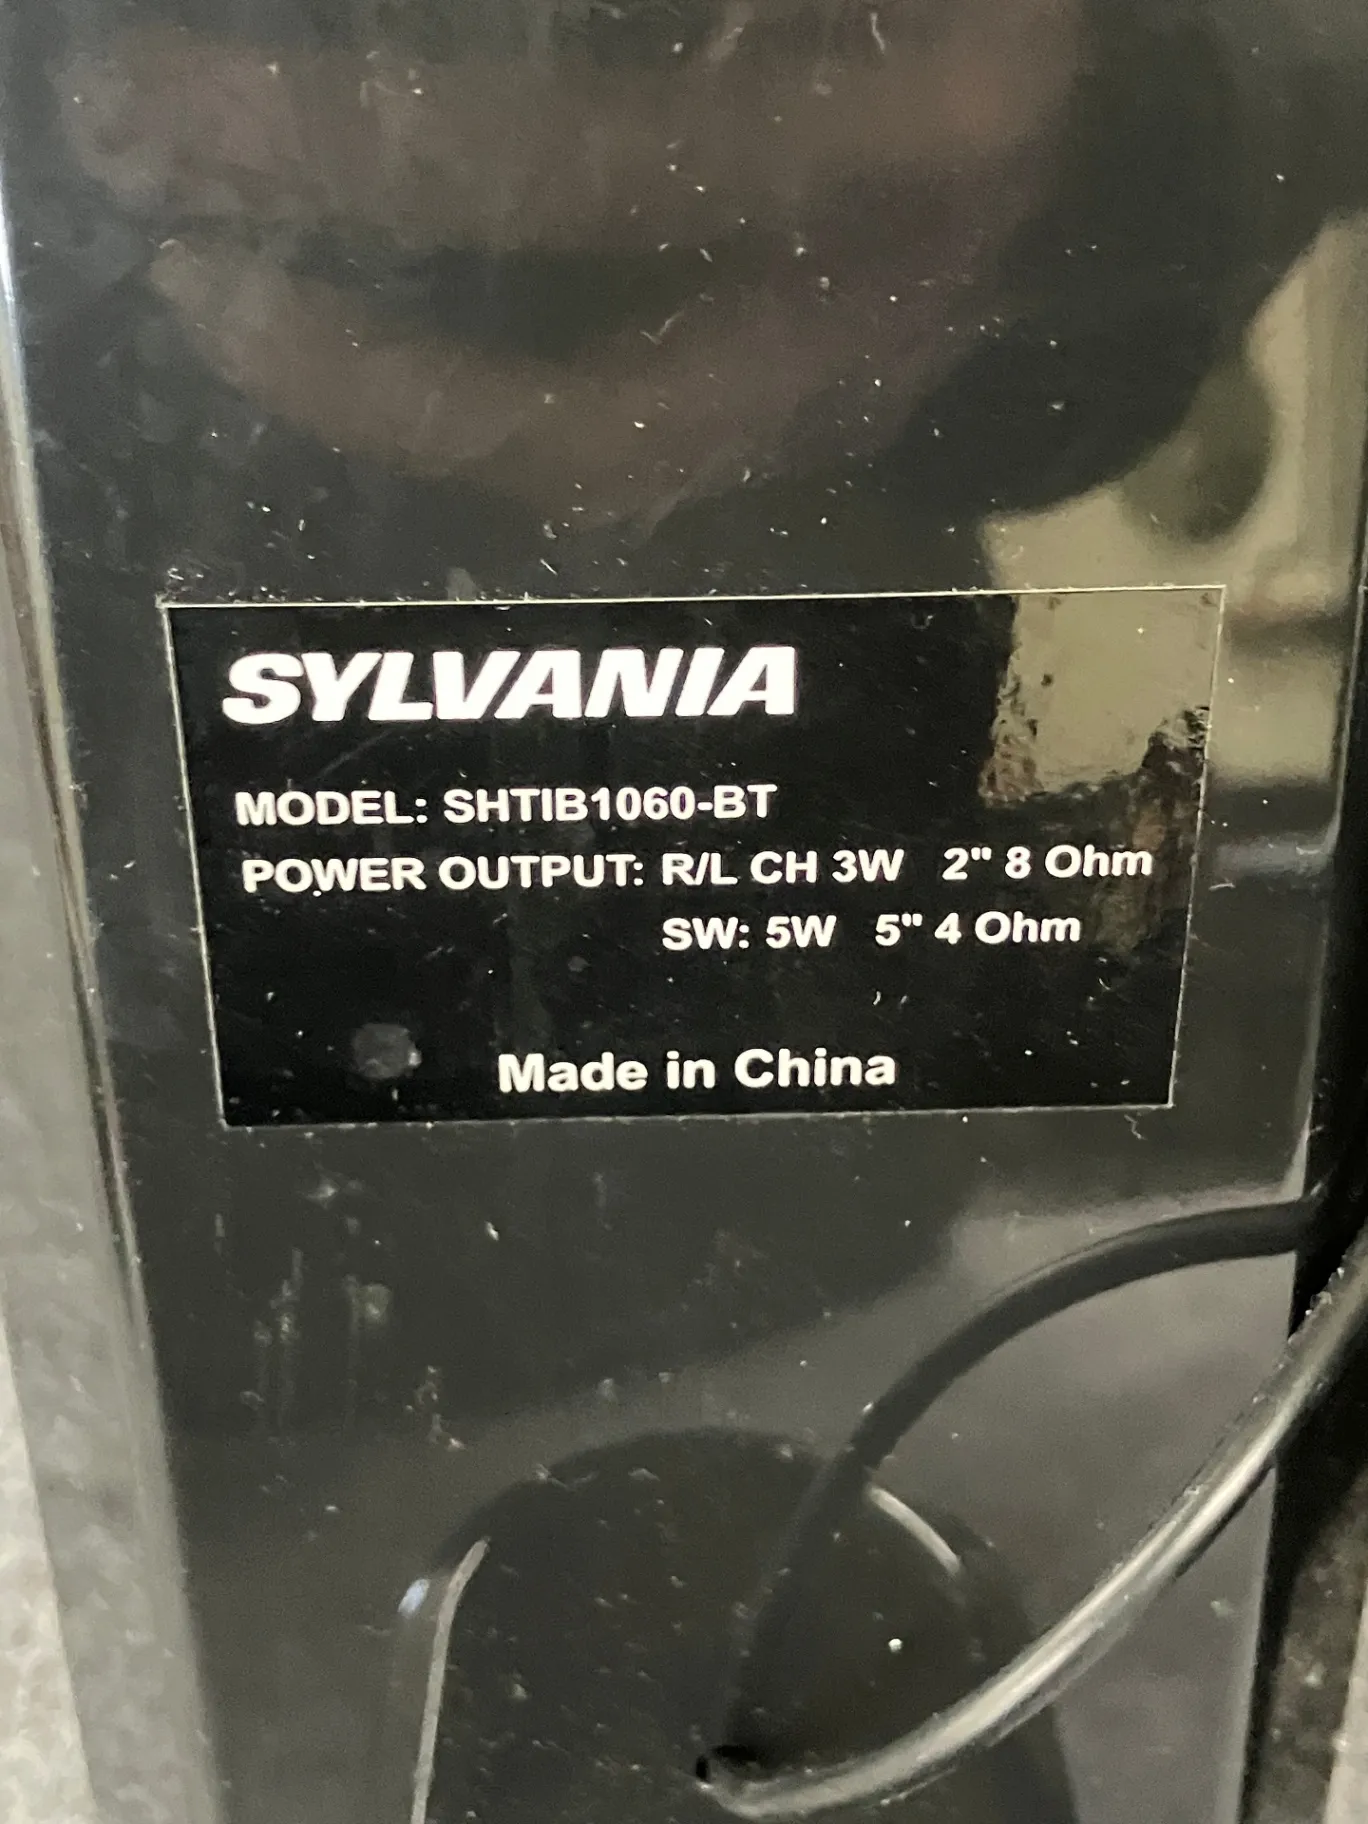 SYLVANIA
MODEL: SHTIB1060-BT
POWER OUTPUT: R/L CH 3W 2" 8 Ohm
SW: 5W 5" 4 Ohm
Made in China